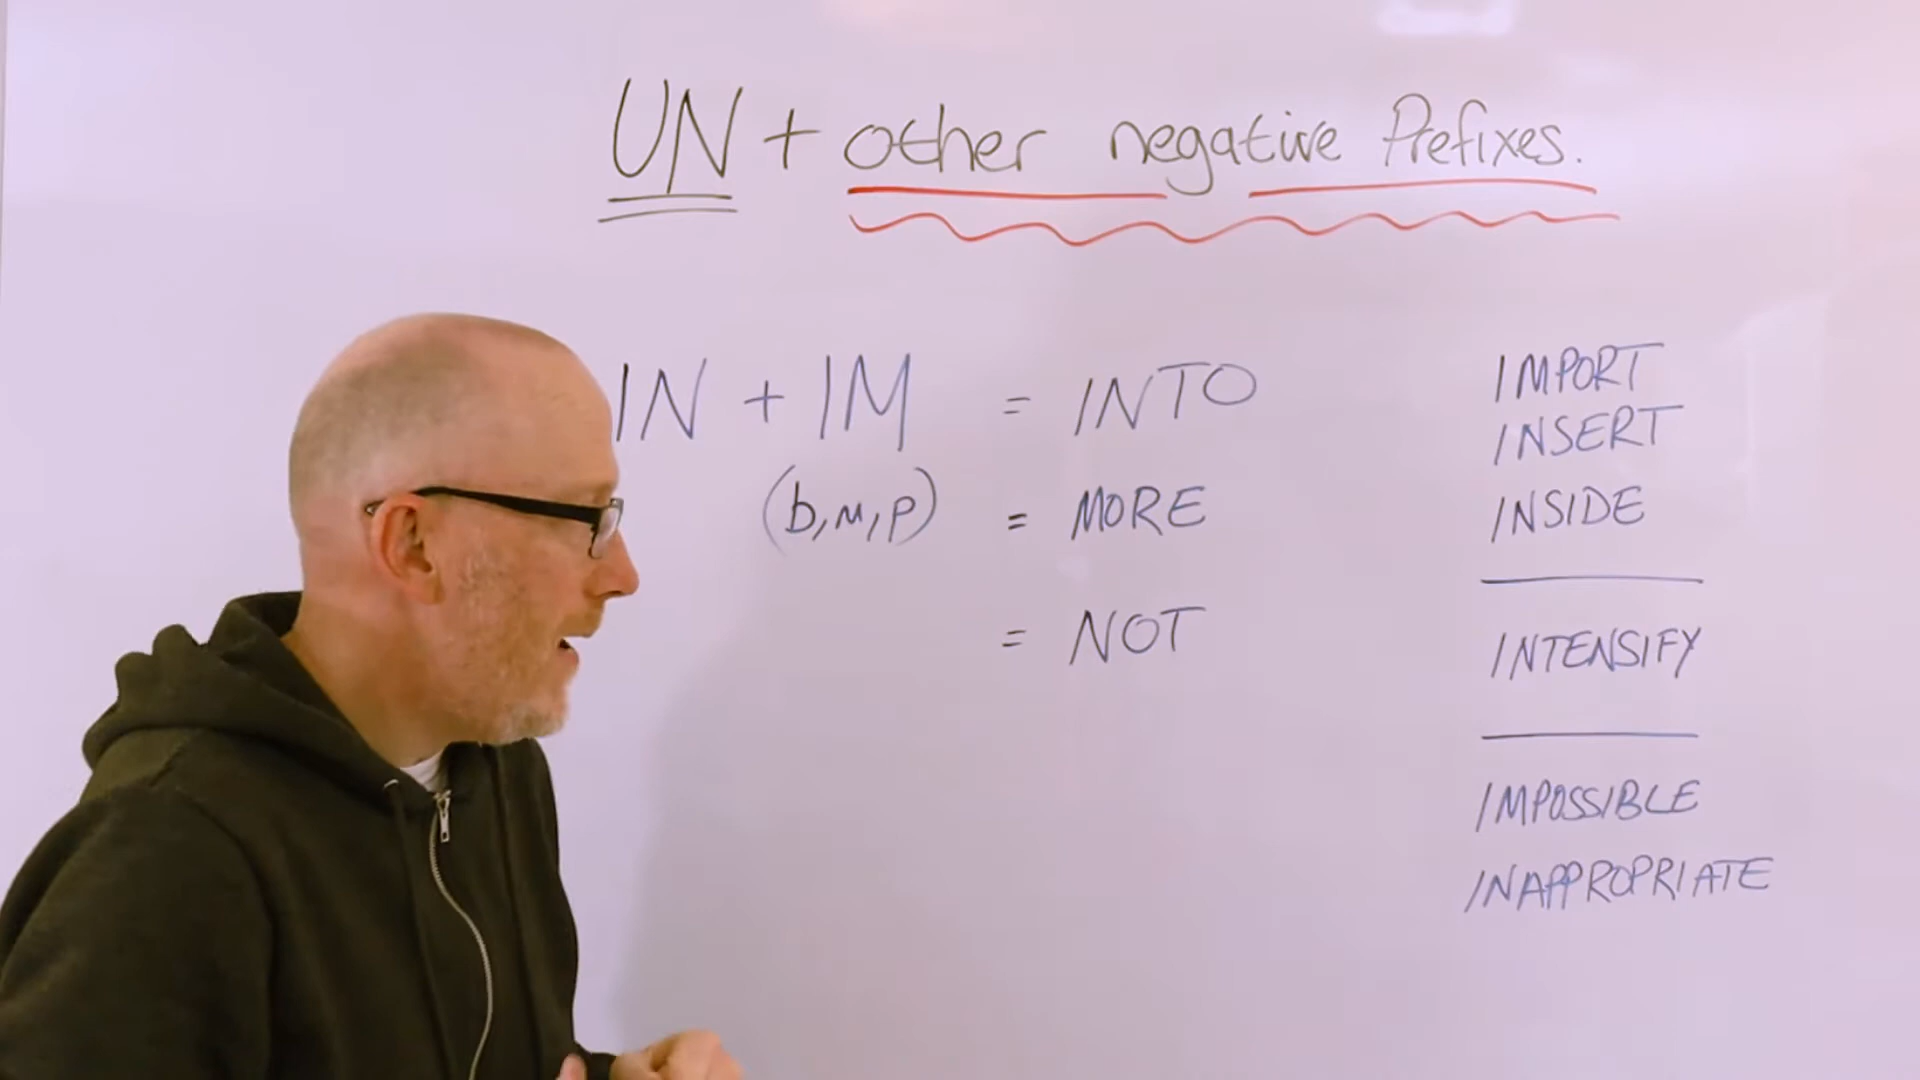 UN + other negative Prefixes.
IN + IM = INTO
(b,m,p) = MORE
= NOT
IMPORT
INSERT
INSIDE
INTENSIFY
IMPOSSIBLE
INAPPROPRIATE